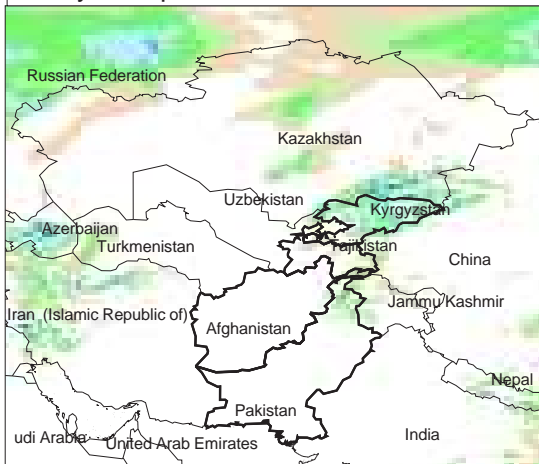 Russian Federation
Kazakhstan
Uzbekistan
Kyrgyzstan
Azerbaijan
Turkmenistan
Tajikistan
China
Jammu/Kashmir
Iran (Islamic Republic of)
Afghanistan
Nepal
Pakistan
udi Arabia
United Arab Emirates
India